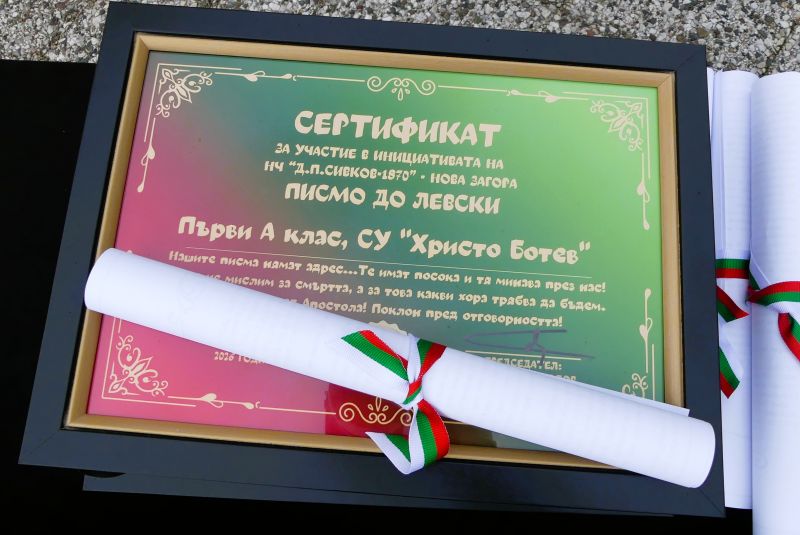 СЕРТИФИКАТ
ЗА УЧАСТИЕ В ИНИЦИАТИВАТА НА
НЧ "Д.П.СИВКОВ-1870" - НОВА ЗАГОРА
ПИСМО ДО ЛЕВСКИ
Първи А клас, СУ "Христо Ботев"
Нашите писма нямат адрес...Те имат посока и тя минава през нас!
мислим за смъртта, а за това какви хора трябва да бъдем.
Апостола! Поклон пред отговорността!
2026